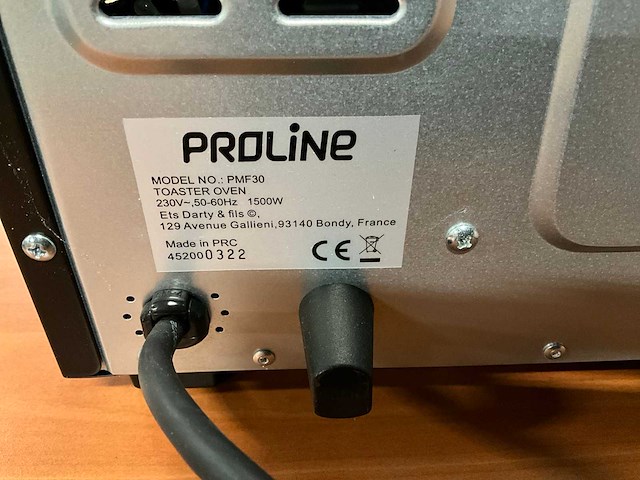 PROLINE
MODEL NO.: PMF30
TOASTER OVEN
230V~,50-60Hz 1500W
Ets Darty & fils ©,
129 Avenue Gallieni,93140 Bondy, France
Made in PRC
452000322
CE